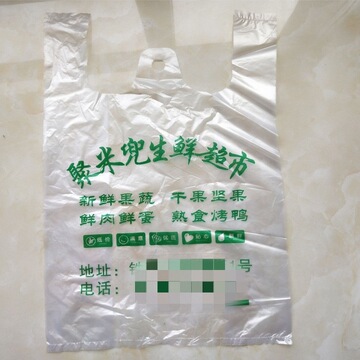 聚米兜生鲜超市
新鲜果蔬 干果坚果
鲜肉鲜蛋 熟食烤鸭
地址: 号
电话: